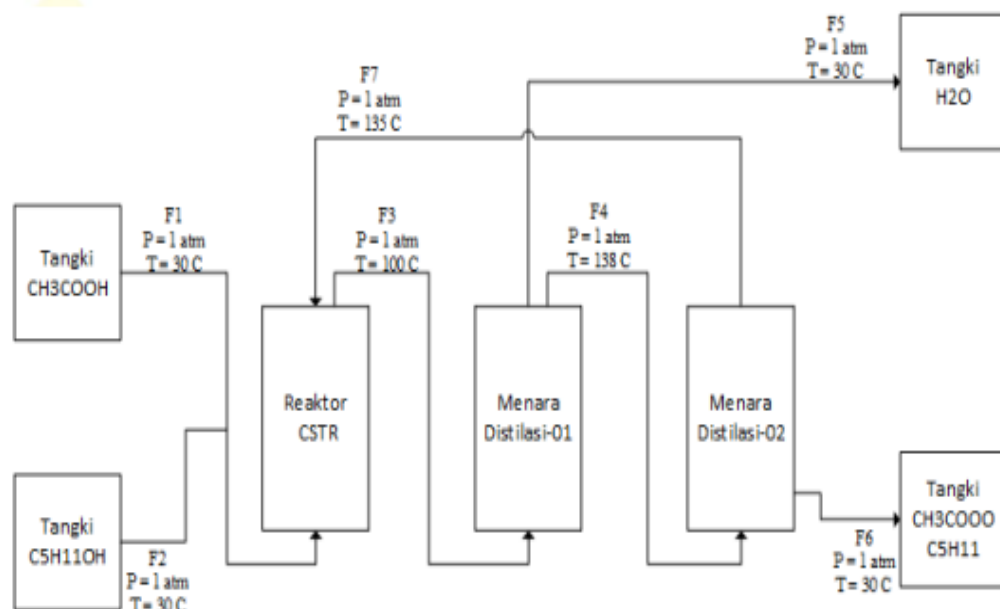 F5
P = 1 atm
T = 30 C
Tangki
H2O
F7
P = 1 atm
T = 135 C
F1
P = 1 atm
T = 30 C
F3
P = 1 atm
T = 100 C
F4
P = 1 atm
T = 138 C
Tangki
CH3COOH
Reaktor
CSTR
Menara
Distilasi-01
Menara
Distilasi-02
Tangki
C5H11OH
F2
P = 1 atm
T = 30 C
Tangki
CH3COOO
C5H11
F6
P = 1 atm
T = 30 C